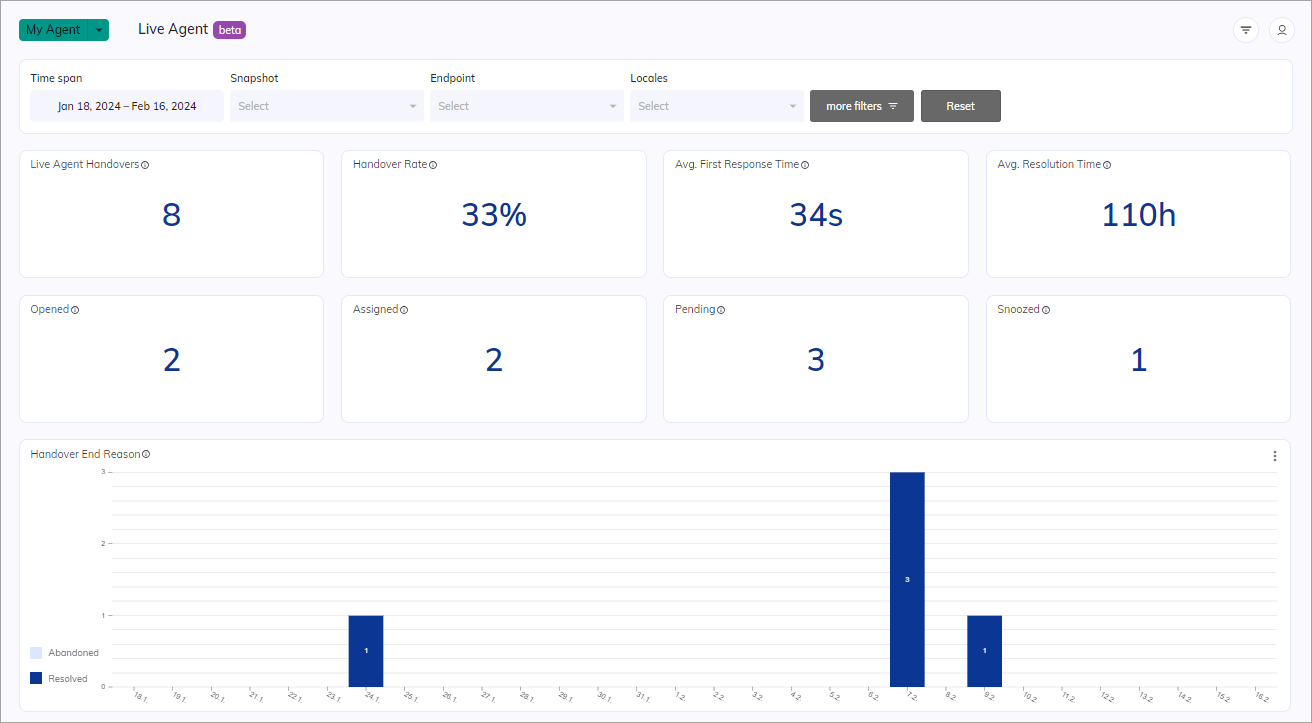 My Agent
Live Agent beta
Time span Snapshot Endpoint Locales
Jan 18, 2024 – Feb 16, 2024 Select Select Select more filters Reset
Live Agent Handovers Handover Rate Avg. First Response Time Avg. Resolution Time
8 33% 34s 110h
Opened Assigned Pending Snoozed
2 2 3 1
Handover End Reason
3
2
3
1
1 1
Abandoned
Resolved
0
18.1. 19.1. 20.1. 21.1. 22.1. 23.1. 24.1. 25.1. 26.1. 27.1. 28.1. 29.1. 30.1. 31.1. 1.2. 2.2. 3.2. 4.2. 5.2. 6.2. 7.2. 8.2. 9.2. 10.2. 11.2. 12.2. 13.2. 14.2. 15.2. 16.2.